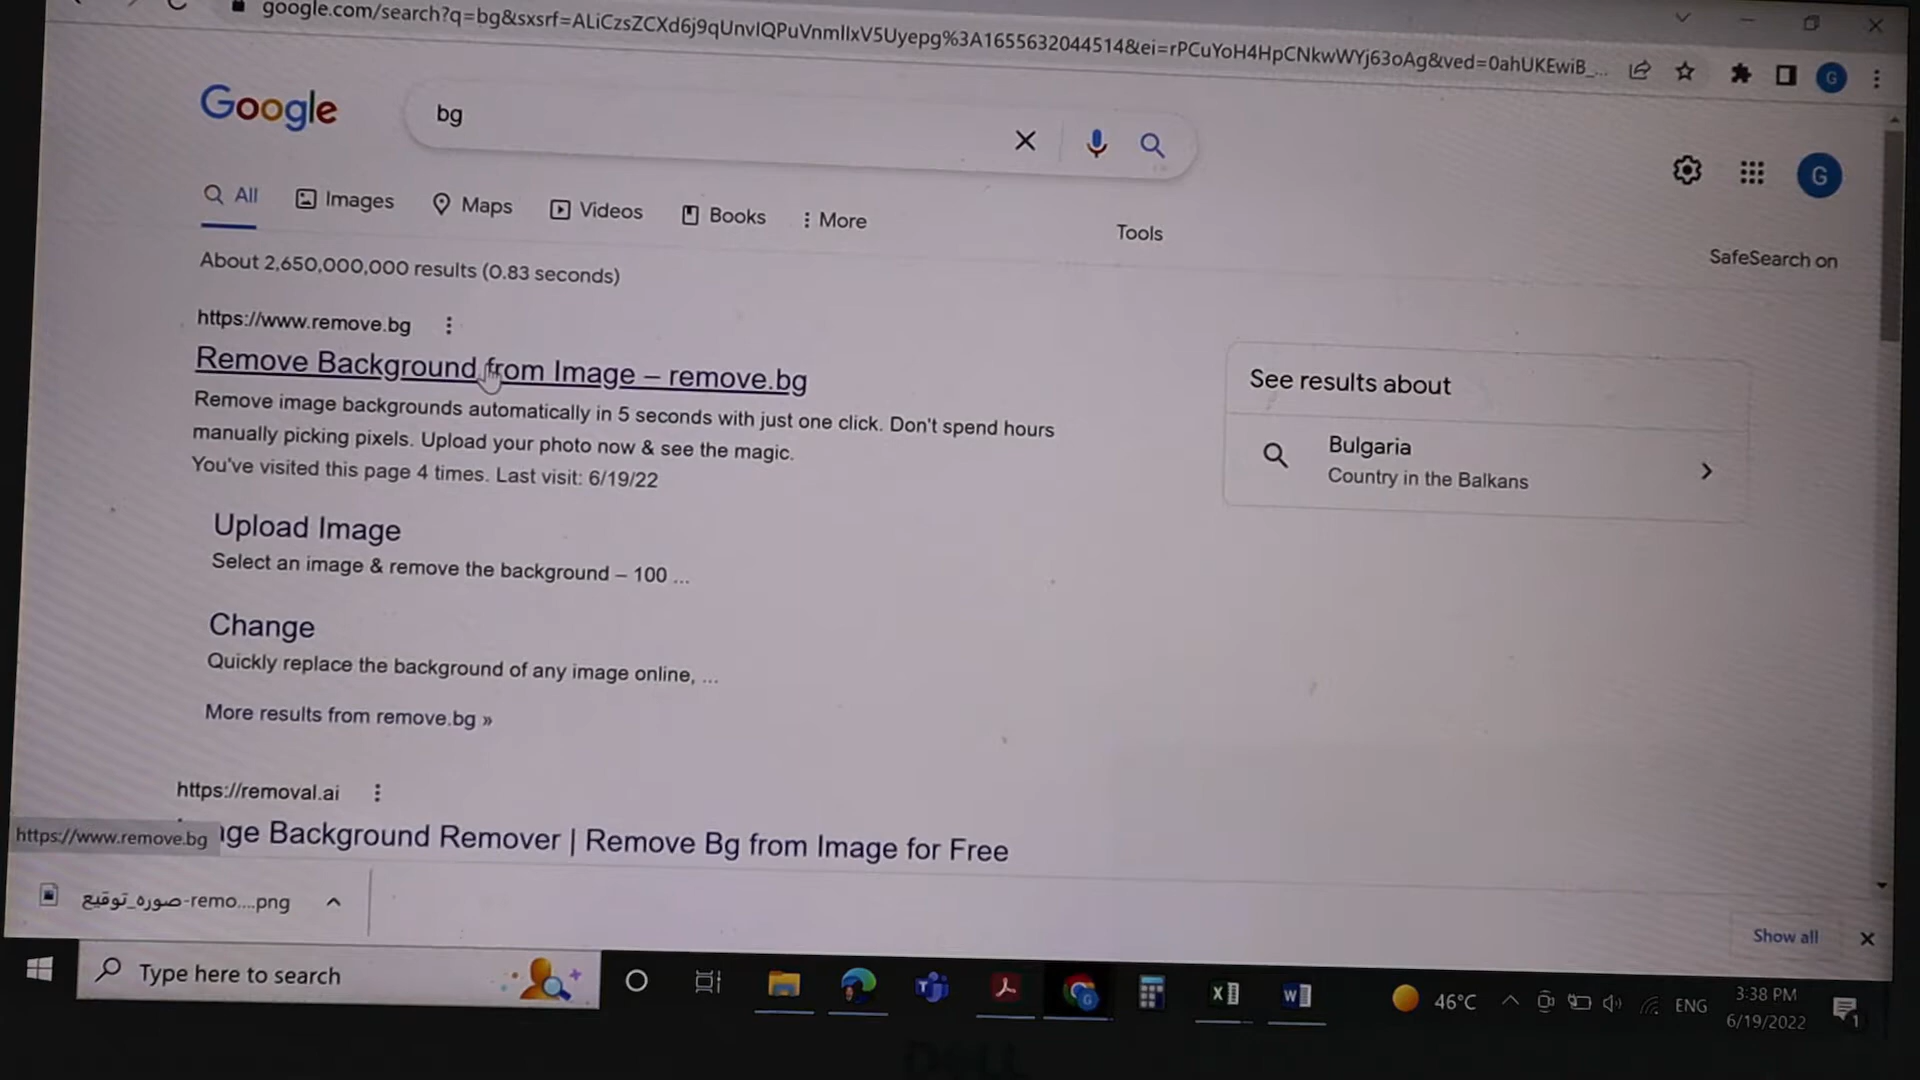 google.com/search?q=bg&sxsrf=ALiCzsZCXd6j9qUnvIQPuVnmlIxV5Uyepg%3A1655632044514&ei=rPCuYoH4HpCNkwWYj63oAg&ved=0ahUKEwiB_...
G
Google
bg
G
All
Images
Maps
Videos
Books
More
Tools
SafeSearch on
About 2,650,000,000 results (0.83 seconds)
https://www.remove.bg
Remove Background from Image – remove.bg
Remove image backgrounds automatically in 5 seconds with just one click. Don't spend hours
manually picking pixels. Upload your photo now & see the magic.
You've visited this page 4 times. Last visit: 6/19/22
See results about
Bulgaria
Country in the Balkans
Upload Image
Select an image & remove the background – 100 ...
Change
Quickly replace the background of any image online, ...
More results from remove.bg »
https://removal.ai
Background Remover | Remove Bg from Image for Free
https://www.remove.bg
صوره_توقيع-remo....png
Show all
Type here to search
46°C
ENG
3:38 PM
6/19/2022
1
DELL